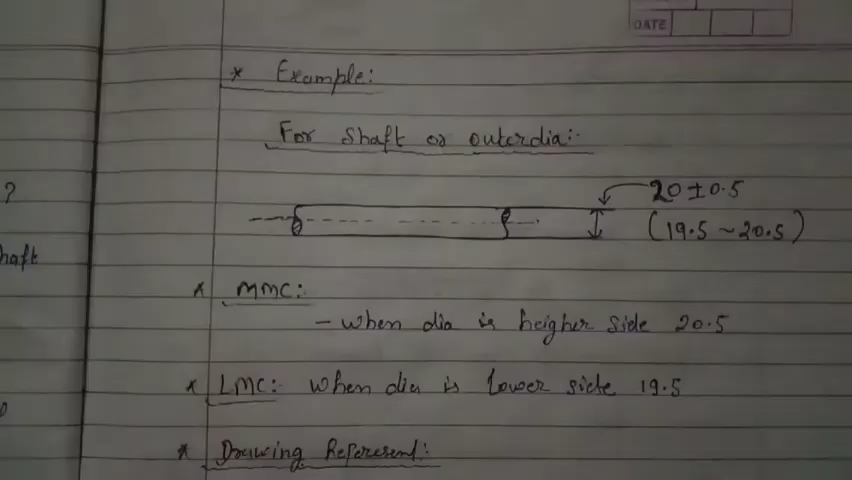 DATE
* Example:
For Shaft or outerdia:-
20 ± 0.5
(19.5 ~ 20.5)
?
haft
* MMC:-
- when dia is heigher side 20.5
* LMC:- when dia is lower side 19.5
* Drawing Represent:-